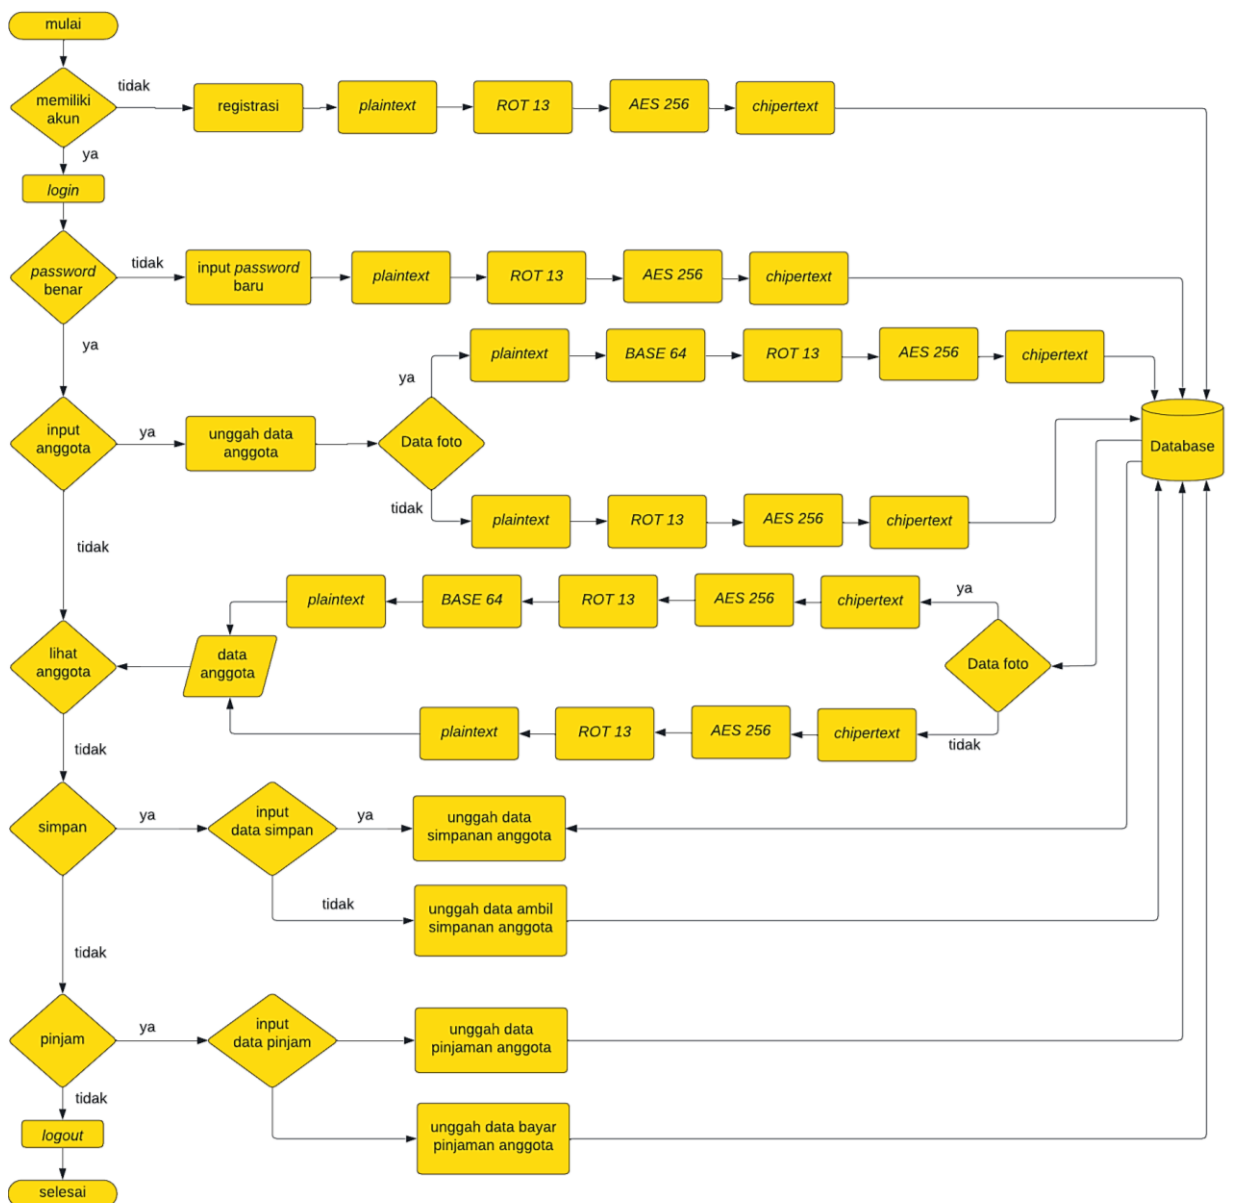 mulai
memiliki
akun
tidak
registrasi
plaintext
ROT 13
AES 256
chipertext
ya
login
password
benar
tidak
input password
baru
plaintext
ROT 13
AES 256
chipertext
ya
input
anggota
ya
unggah data
anggota
Data foto
ya
plaintext
BASE 64
ROT 13
AES 256
chipertext
Database
tidak
plaintext
ROT 13
AES 256
chipertext
tidak
plaintext
BASE 64
ROT 13
AES 256
chipertext
ya
lihat
anggota
data
anggota
Data foto
plaintext
ROT 13
AES 256
chipertext
tidak
tidak
simpan
ya
input
data simpan
ya
unggah data
simpanan anggota
tidak
unggah data ambil
simpanan anggota
tidak
pinjam
ya
input
data pinjam
unggah data
pinjaman anggota
tidak
unggah data bayar
pinjaman anggota
logout
selesai